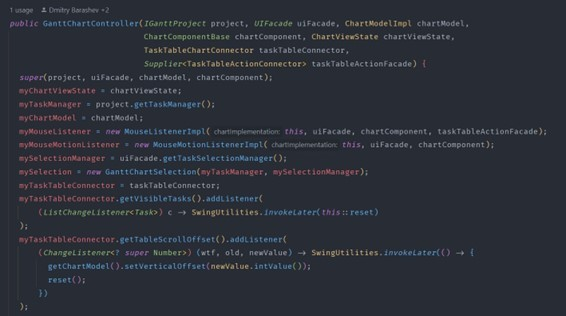 1 usage Dmitry Barashev +2
public GanttChartController(IGanttProject project, UIFacade uiFacade, ChartModelImpl chartModel,
ChartComponentBase chartComponent, ChartViewState chartViewState,
TaskTableChartConnector taskTableConnector,
Supplier<TaskTableActionConnector> taskTableActionFacade) {
super(project, uiFacade, chartModel, chartComponent);
myChartViewState = chartViewState;
myTaskManager = project.getTaskManager();
myChartModel = chartModel;
myMouseListener = new MouseListenerImpl( chartImplementation: this, uiFacade, chartComponent, taskTableActionFacade);
myMouseMotionListener = new MouseMotionListenerImpl( chartImplementation: this, uiFacade, chartComponent);
mySelectionManager = uiFacade.getTaskSelectionManager();
mySelection = new GanttChartSelection(myTaskManager, mySelectionManager);
myTaskTableConnector = taskTableConnector;
myTaskTableConnector.getVisibleTasks().addListener(
(ListChangeListener<Task>) c → SwingUtilities.invokeLater(this::reset)
);
myTaskTableConnector.getTableScrollOffset().addListener(
(ChangeListener<? super Number>) (wtf, old, newValue) → SwingUtilities.invokeLater(() → {
getChartModel().setVerticalOffset(newValue.intValue());
reset();
})
);